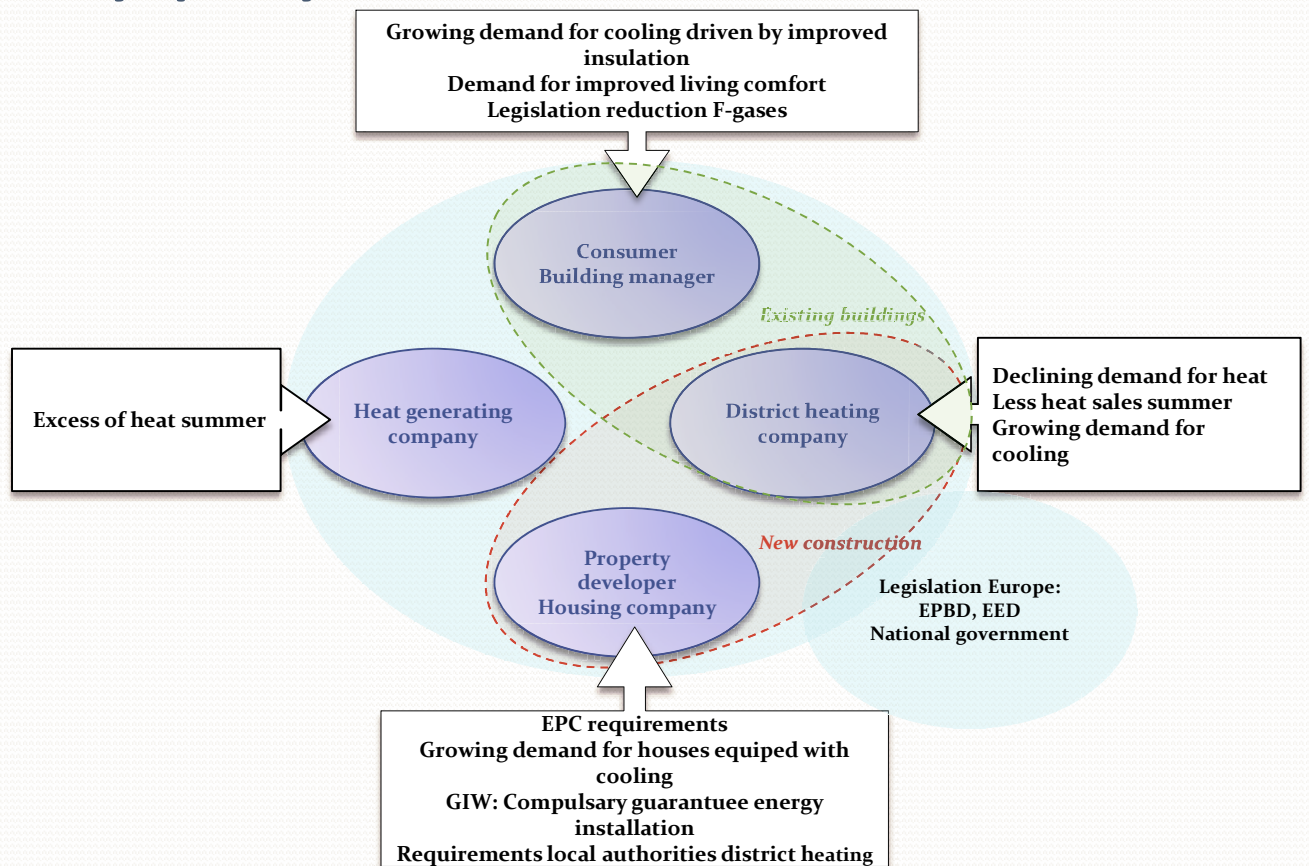 Growing demand for cooling driven by improved
insulation
Demand for improved living comfort
Legislation reduction F-gases
Consumer
Building manager
Existing buildings
Excess of heat summer
Heat generating
company
District heating
company
Declining demand for heat
Less heat sales summer
Growing demand for
cooling
New construction
Property
developer
Housing company
Legislation Europe:
EPBD, EED
National government
EPC requirements
Growing demand for houses equiped with
cooling
GIW: Compulsary guarantuee energy
installation
Requirements local authorities district heating